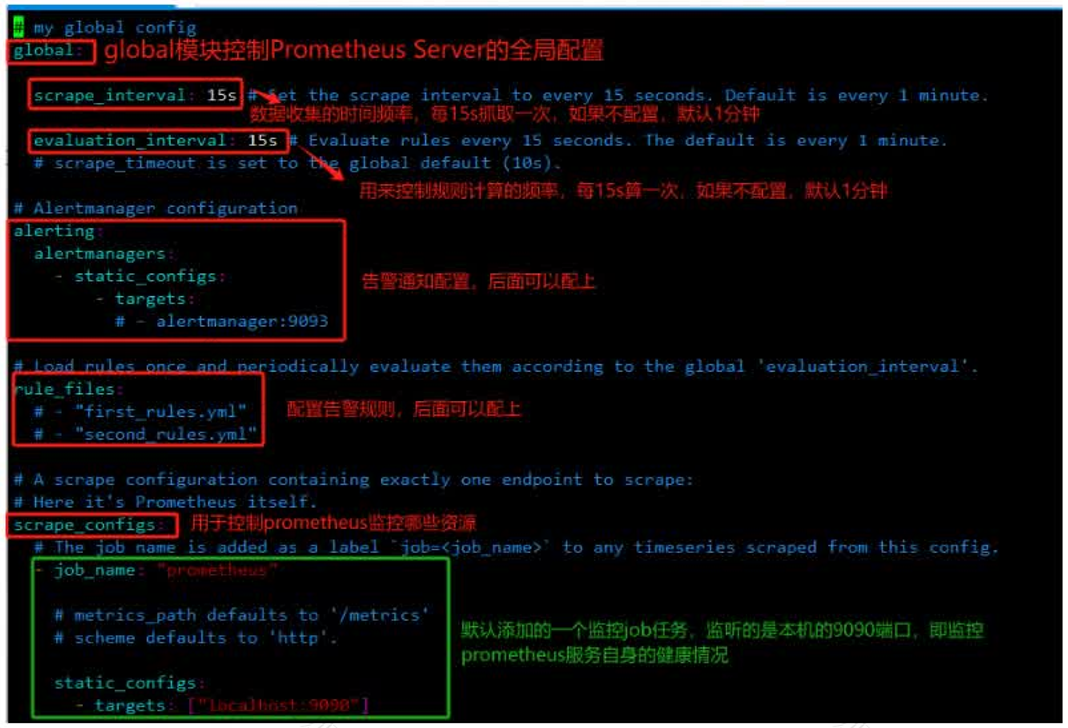 # my global config
global: global模块控制Prometheus Server的全局配置
scrape_interval: 15s # Set the scrape interval to every 15 seconds. Default is every 1 minute.
数据收集的时间频率，每15s抓取一次，如果不配置，默认1分钟
evaluation_interval: 15s # Evaluate rules every 15 seconds. The default is every 1 minute.
# scrape_timeout is set to the global default (10s).
用来控制规则计算的频率，每15s算一次，如果不配置，默认1分钟
# Alertmanager configuration
alerting:
alertmanagers:
- static_configs:
告警通知配置，后面可以配上
- targets:
# - alertmanager:9093
# Load rules once and periodically evaluate them according to the global 'evaluation_interval'.
rule_files:
# - "first_rules.yml" 配置告警规则，后面可以配上
# - "second_rules.yml"
# A scrape configuration containing exactly one endpoint to scrape:
# Here it's Prometheus itself.
scrape_configs: 用于控制prometheus监控哪些资源
# The job name is added as a label `job=<job_name>` to any timeseries scraped from this config.
- job_name: "prometheus"
# metrics_path defaults to '/metrics'
# scheme defaults to 'http'.
默认添加的一个监控job任务，监听的是本机的9090端口，即监控
prometheus服务自身的健康情况
static_configs:
- targets: ["localhost:9090"]